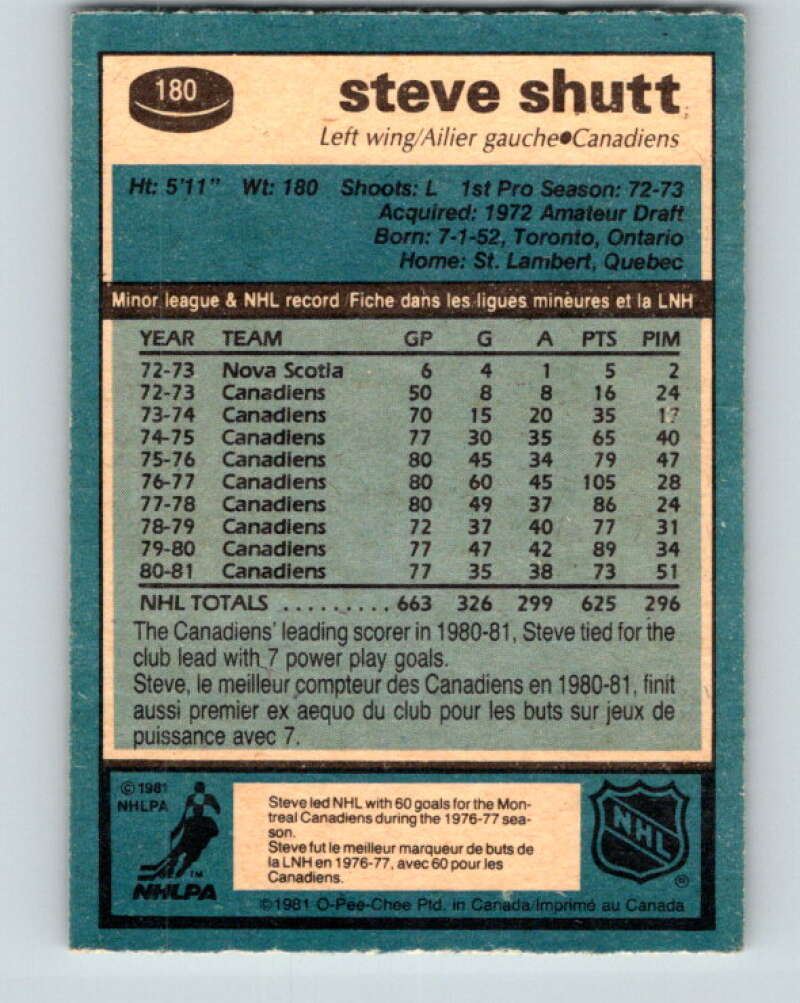 180
steve shutt
Left wing/Ailier gauche●Canadiens
Ht: 5'11" Wt: 180 Shoots: L 1st Pro Season: 72-73
Acquired: 1972 Amateur Draft
Born: 7-1-52, Toronto, Ontario
Home: St. Lambert, Quebec
Minor league & NHL record Fiche dans les ligues mineures et la LNH
YEAR TEAM GP G A PTS PIM
72-73 Nova Scotia 6 4 1 5 2
72-73 Canadiens 50 8 8 16 24
73-74 Canadiens 70 15 20 35 17
74-75 Canadiens 77 30 35 65 40
75-76 Canadiens 80 45 34 79 47
76-77 Canadiens 80 60 45 105 28
77-78 Canadiens 80 49 37 86 24
78-79 Canadiens 72 37 40 77 31
79-80 Canadiens 77 47 42 89 34
80-81 Canadiens 77 35 38 73 51
NHL TOTALS .......... 663 326 299 625 296
The Canadiens' leading scorer in 1980-81, Steve tied for the
club lead with 7 power play goals.
Steve, le meilleur compteur des Canadiens en 1980-81, finit
aussi premier ex aequo du club pour les buts sur jeux de
puissance avec 7.
© 1981
NHLPA
TM
NHLPA
Steve led NHL with 60 goals for the Mon-
treal Canadiens during the 1976-77 sea-
son.
Steve fut le meilleur marqueur de buts de
la LNH en 1976-77, avec 60 pour les
Canadiens.
NHL
®
©1981 O-Pee-Chee Ptd. in Canada/Imprimé au Canada